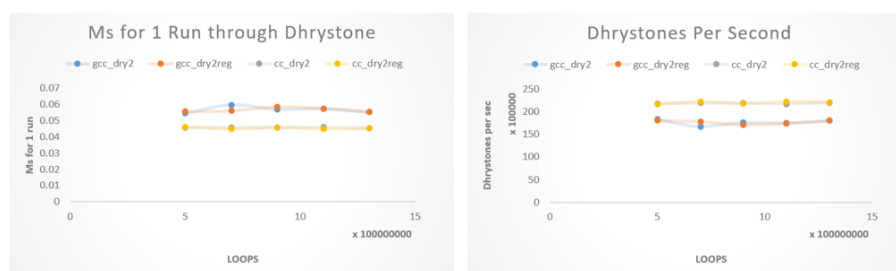 Ms for 1 Run through Dhrystone
gcc_dry2 gcc_dry2reg cc_dry2 cc_dry2reg
Ms for 1 run
0.07
0.06
0.05
0.04
0.03
0.02
0.01
0
0 5 10 15
x 100000000
LOOPS
Dhrystones Per Second
gcc_dry2 gcc_dry2reg cc_dry2 cc_dry2reg
Dhrystones per sec
x 100000
250
200
150
100
50
0
0 5 10 15
x 100000000
LOOPS